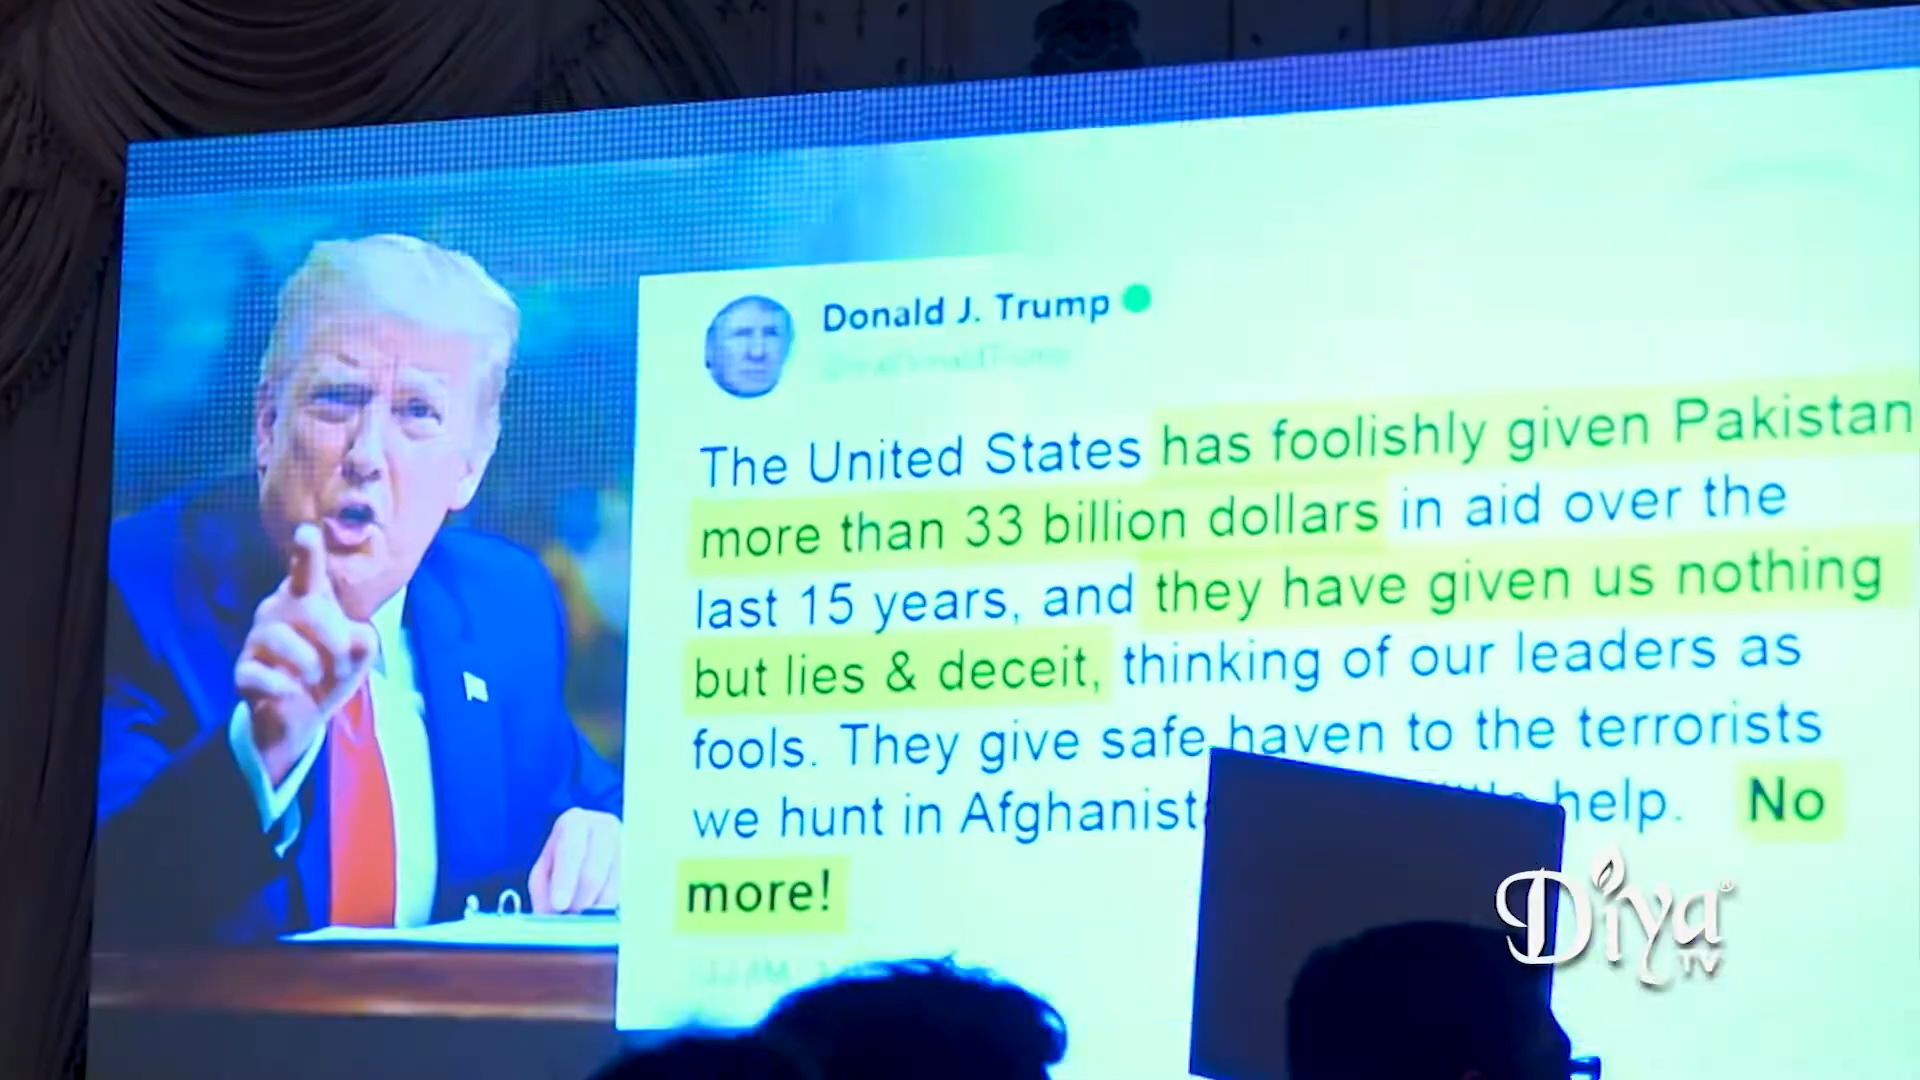 Donald J. Trump
The United States has foolishly given Pakistan
more than 33 billion dollars in aid over the
last 15 years, and they have given us nothing
but lies & deceit, thinking of our leaders as
fools. They give safe haven to the terrorists
we hunt in help. No
more!
Diya
TV